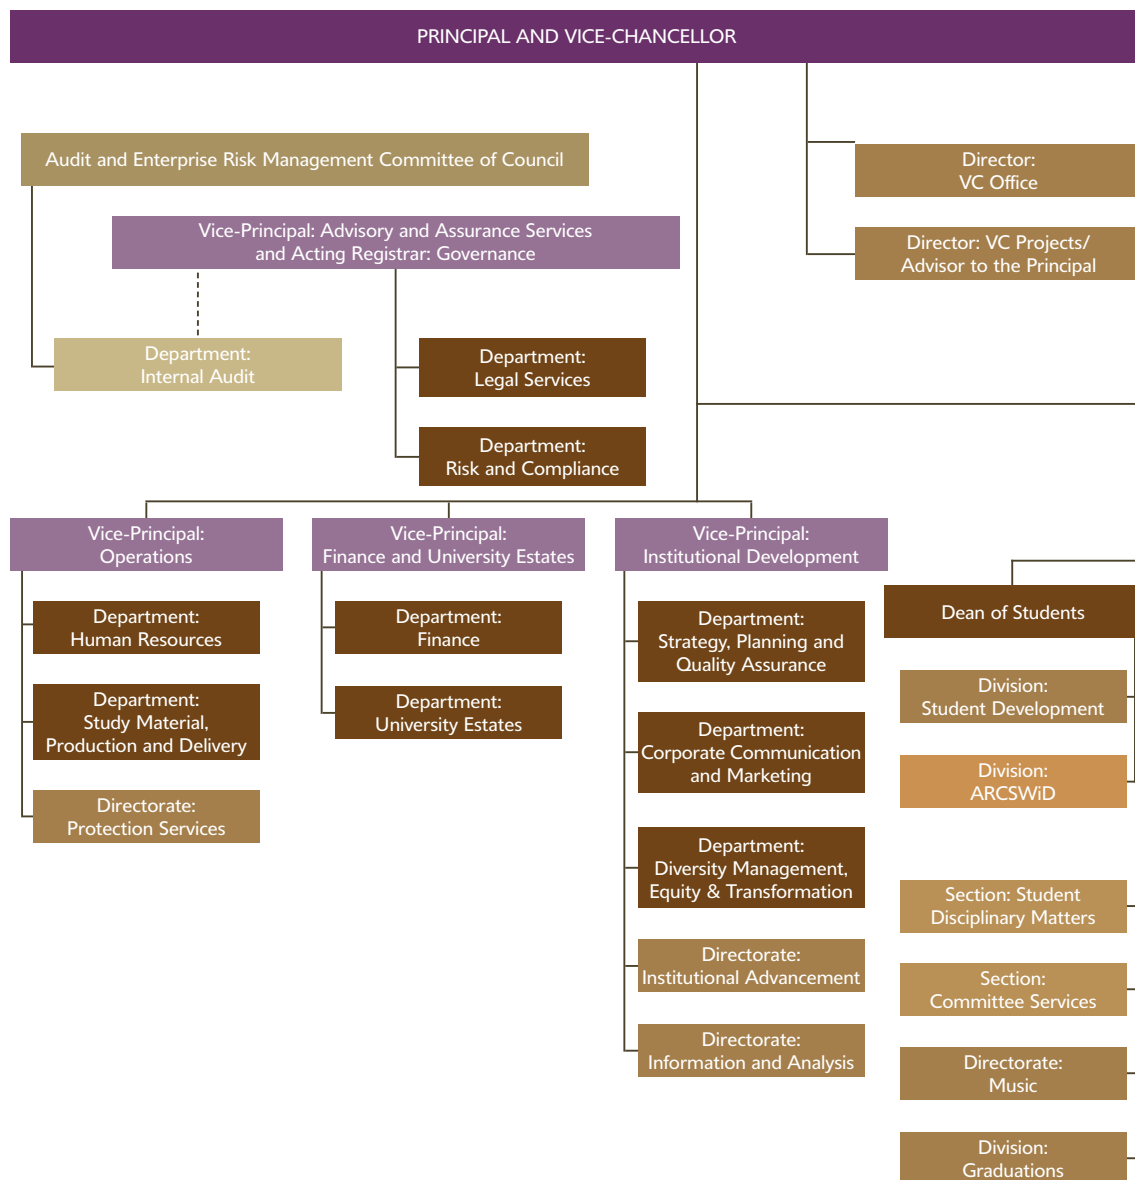 PRINCIPAL AND VICE-CHANCELLOR
Audit and Enterprise Risk Management Committee of Council
Director:
VC Office
Vice-Principal: Advisory and Assurance Services
and Acting Registrar: Governance
Director: VC Projects/
Advisor to the Principal
Department:
Internal Audit
Department:
Legal Services
Department:
Risk and Compliance
Vice-Principal:
Operations
Department:
Human Resources
Department:
Study Material,
Production and Delivery
Directorate:
Protection Services
Vice-Principal:
Finance and University Estates
Department:
Finance
Department:
University Estates
Vice-Principal:
Institutional Development
Department:
Strategy, Planning and
Quality Assurance
Department:
Corporate Communication
and Marketing
Department:
Diversity Management,
Equity & Transformation
Directorate:
Institutional Advancement
Directorate:
Information and Analysis
Dean of Students
Division:
Student Development
Division:
ARCSWiD
Section: Student
Disciplinary Matters
Section:
Committee Services
Directorate:
Music
Division:
Graduations